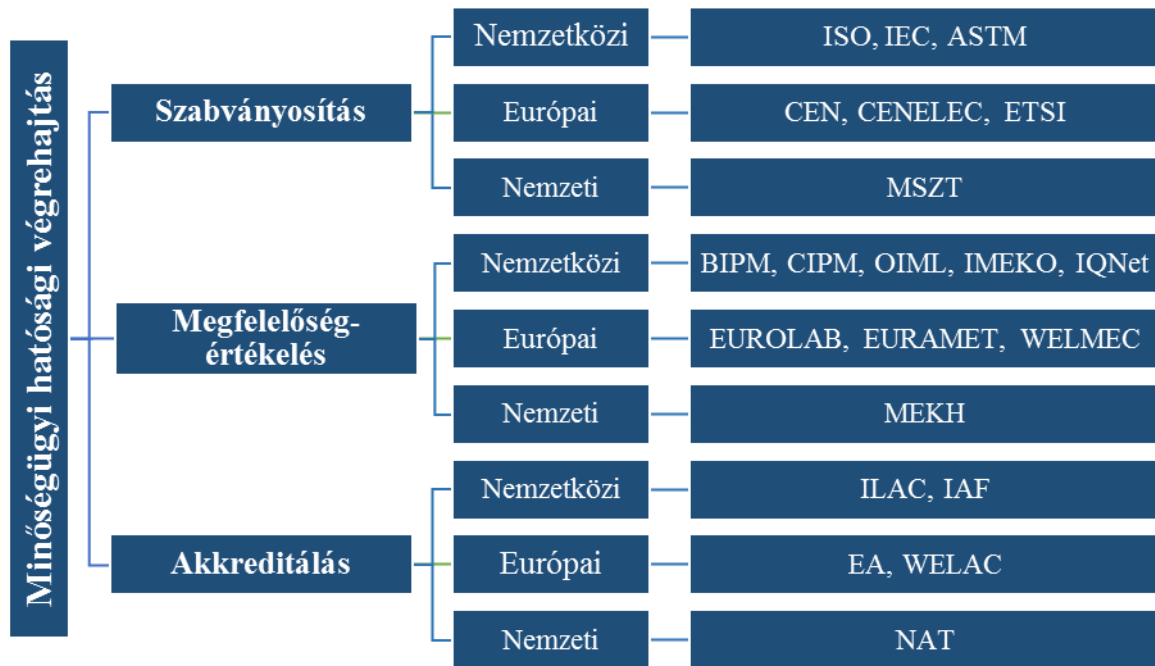 Minőségügyi hatósági végrehajtás
Szabványosítás
Nemzetközi
ISO, IEC, ASTM
Európai
CEN, CENELEC, ETSI
Nemzeti
MSZT
Megfelelőség-
értékelés
Nemzetközi
BIPM, CIPM, OIML, IMEKO, IQNet
Európai
EUROLAB, EURAMET, WELMEC
Nemzeti
MEKH
Akkreditálás
Nemzetközi
ILAC, IAF
Európai
EA, WELAC
Nemzeti
NAT